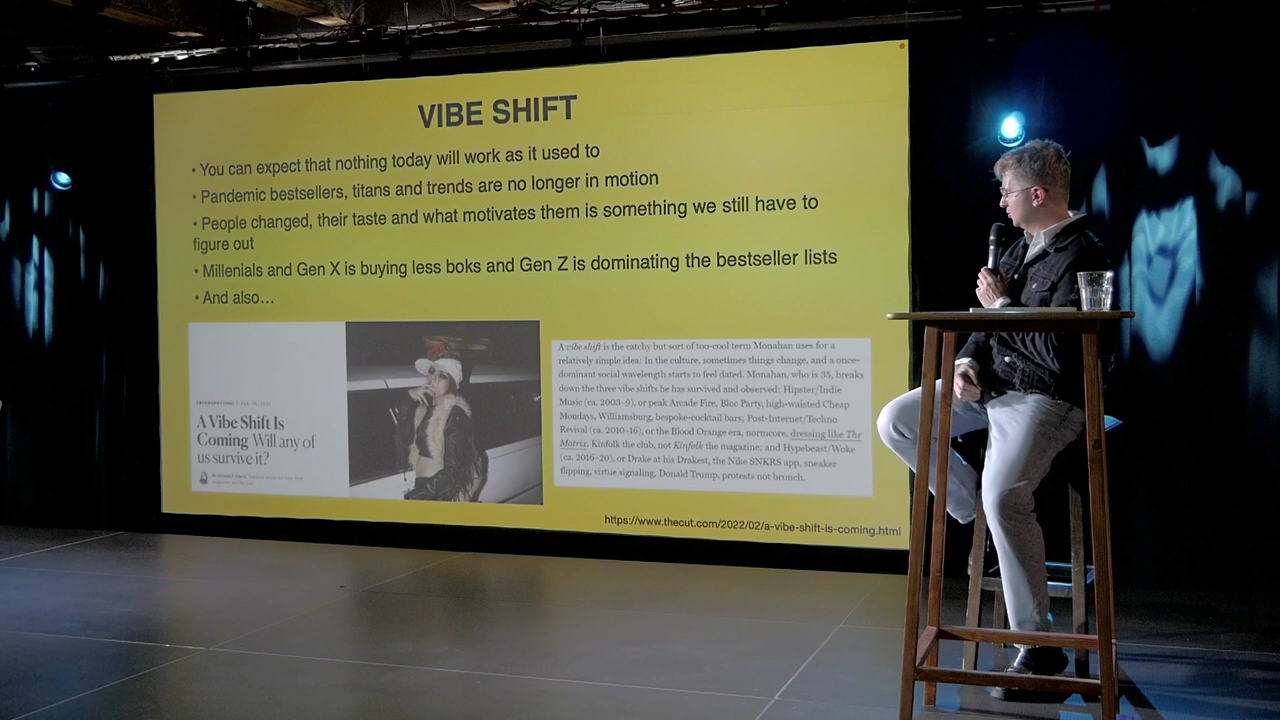 VIBE SHIFT
• You can expect that nothing today will work as it used to
• Pandemic bestsellers, titans and trends are no longer in motion
• People changed, their taste and what motivates them is something we still have to
figure out
• Millenials and Gen X is buying less boks and Gen Z is dominating the bestseller lists
• And also...
A Vibe Shift Is
Coming Will any of
us survive it?
A vibe shift is the catchy but sort of too-cool term Monahan uses for a
relatively simple idea: In the culture, sometimes things change, and a once-
dominant social wavelength starts to feel dated. Monahan, who is 35, breaks
down the three vibe shifts he has survived and observed: Hipster/Indie
Music (ca. 2003–9), or peak Arcade Fire, Bloc Party, high-waisted Cheap
Mondays, Williamsburg, bespoke-cocktail bars; Post-Internet/Techno
Revival (ca. 2010–16), or the Blood Orange era, normcore, dressing like The
Matrix, Kinfolk the club, not Kinfolk the magazine; and Hypebeast/Woke
(ca. 2016–20), or Drake at his Drakest, the Nike SNKRS app, sneaker
flipping, virtue signaling, Donald Trump, protests not brunch.
https://www.thecut.com/2022/02/a-vibe-shift-is-coming.html